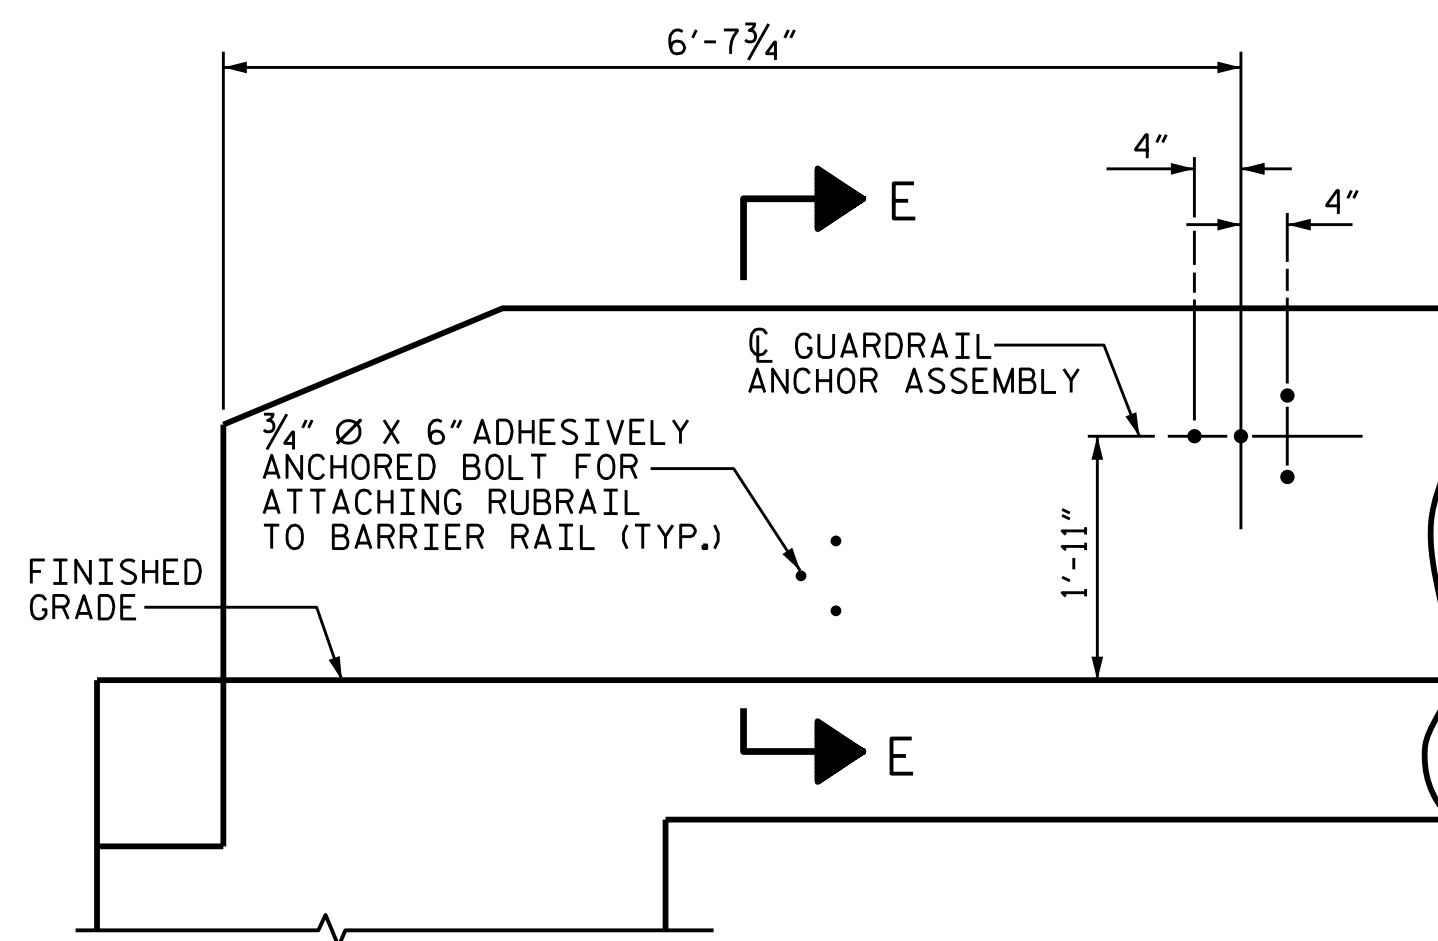 6'-7¾"
4"
4"
E
℄ GUARDRAIL
ANCHOR ASSEMBLY
¾" Ø X 6" ADHESIVELY
ANCHORED BOLT FOR
ATTACHING RUBRAIL
TO BARRIER RAIL (TYP.)
1'-11"
FINISHED
GRADE
E